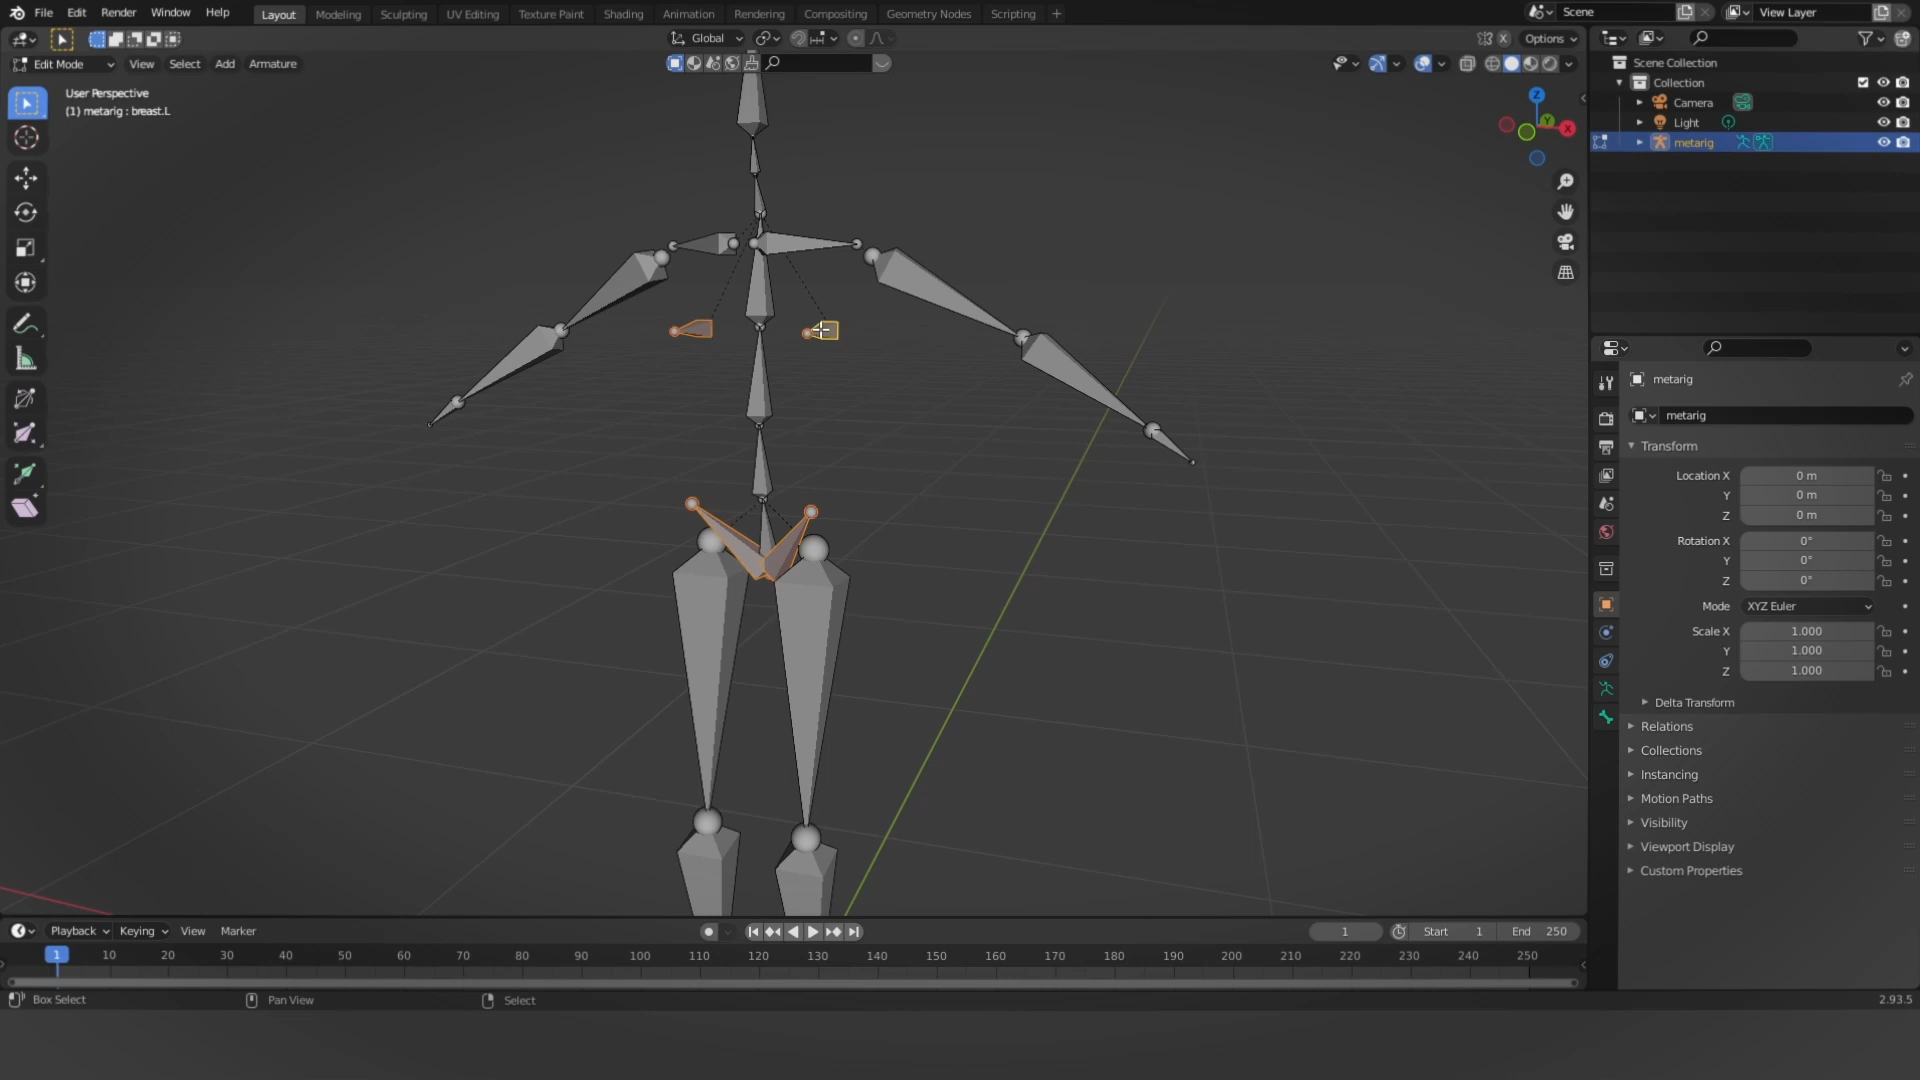 File Edit Render Window Help Layout Modeling Sculpting UV Editing Texture Paint Shading Animation Rendering Compositing Geometry Nodes Scripting + Scene View Layer
Global Options
Edit Mode View Select Add Armature
User Perspective
(1) metarig : breast.L
Z
Y
X
Scene Collection
Collection
Camera
Light
metarig
metarig
metarig
Transform
Location X 0 m
Y 0 m
Z 0 m
Rotation X 0°
Y 0°
Z 0°
Mode XYZ Euler
Scale X 1.000
Y 1.000
Z 1.000
Delta Transform
Relations
Collections
Instancing
Motion Paths
Visibility
Viewport Display
Custom Properties
Playback Keying View Marker 1 Start 1 End 250
1 10 20 30 40 50 60 70 80 90 100 110 120 130 140 150 160 170 180 190 200 210 220 230 240 250
Box Select Pan View Select 2.93.5